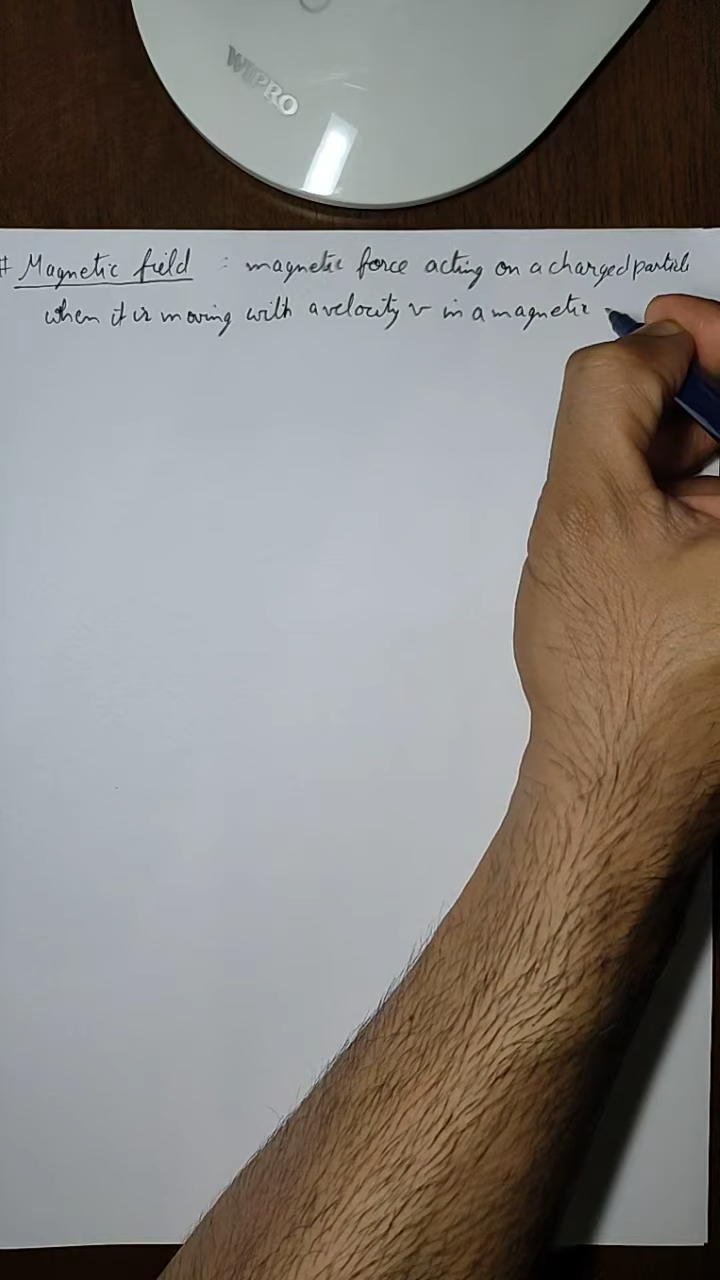 WIPRO
# Magnetic field : magnetic force acting on a charged particle
when it is moving with a velocity v in a magnetic